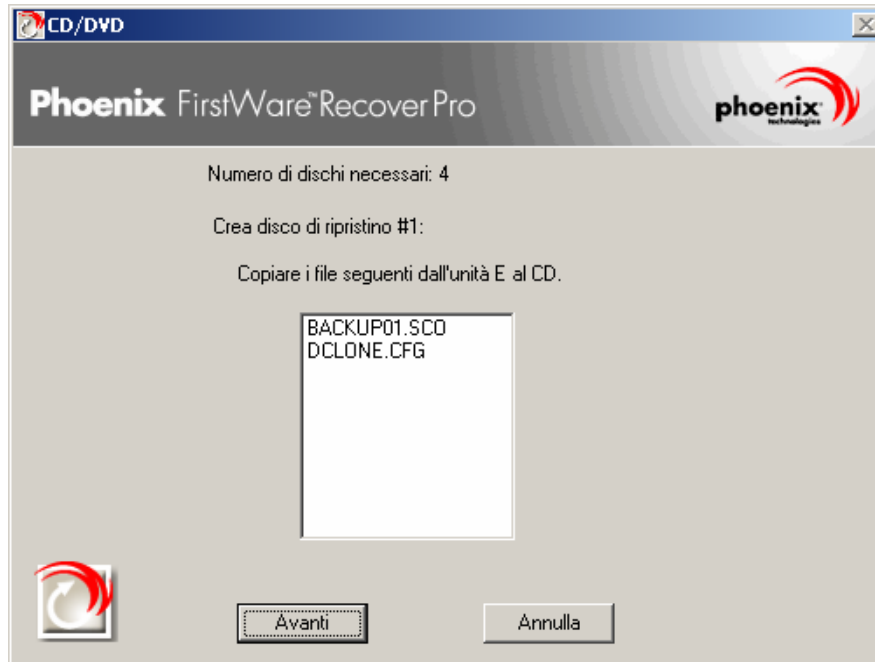 CD/DVD
Phoenix FirstWare™ Recover Pro
phoenix
technologies
Numero di dischi necessari: 4
Crea disco di ripristino #1:
Copiare i file seguenti dall'unità E al CD.
BACKUP01.SCO
DCLONE.CFG
Avanti
Annulla